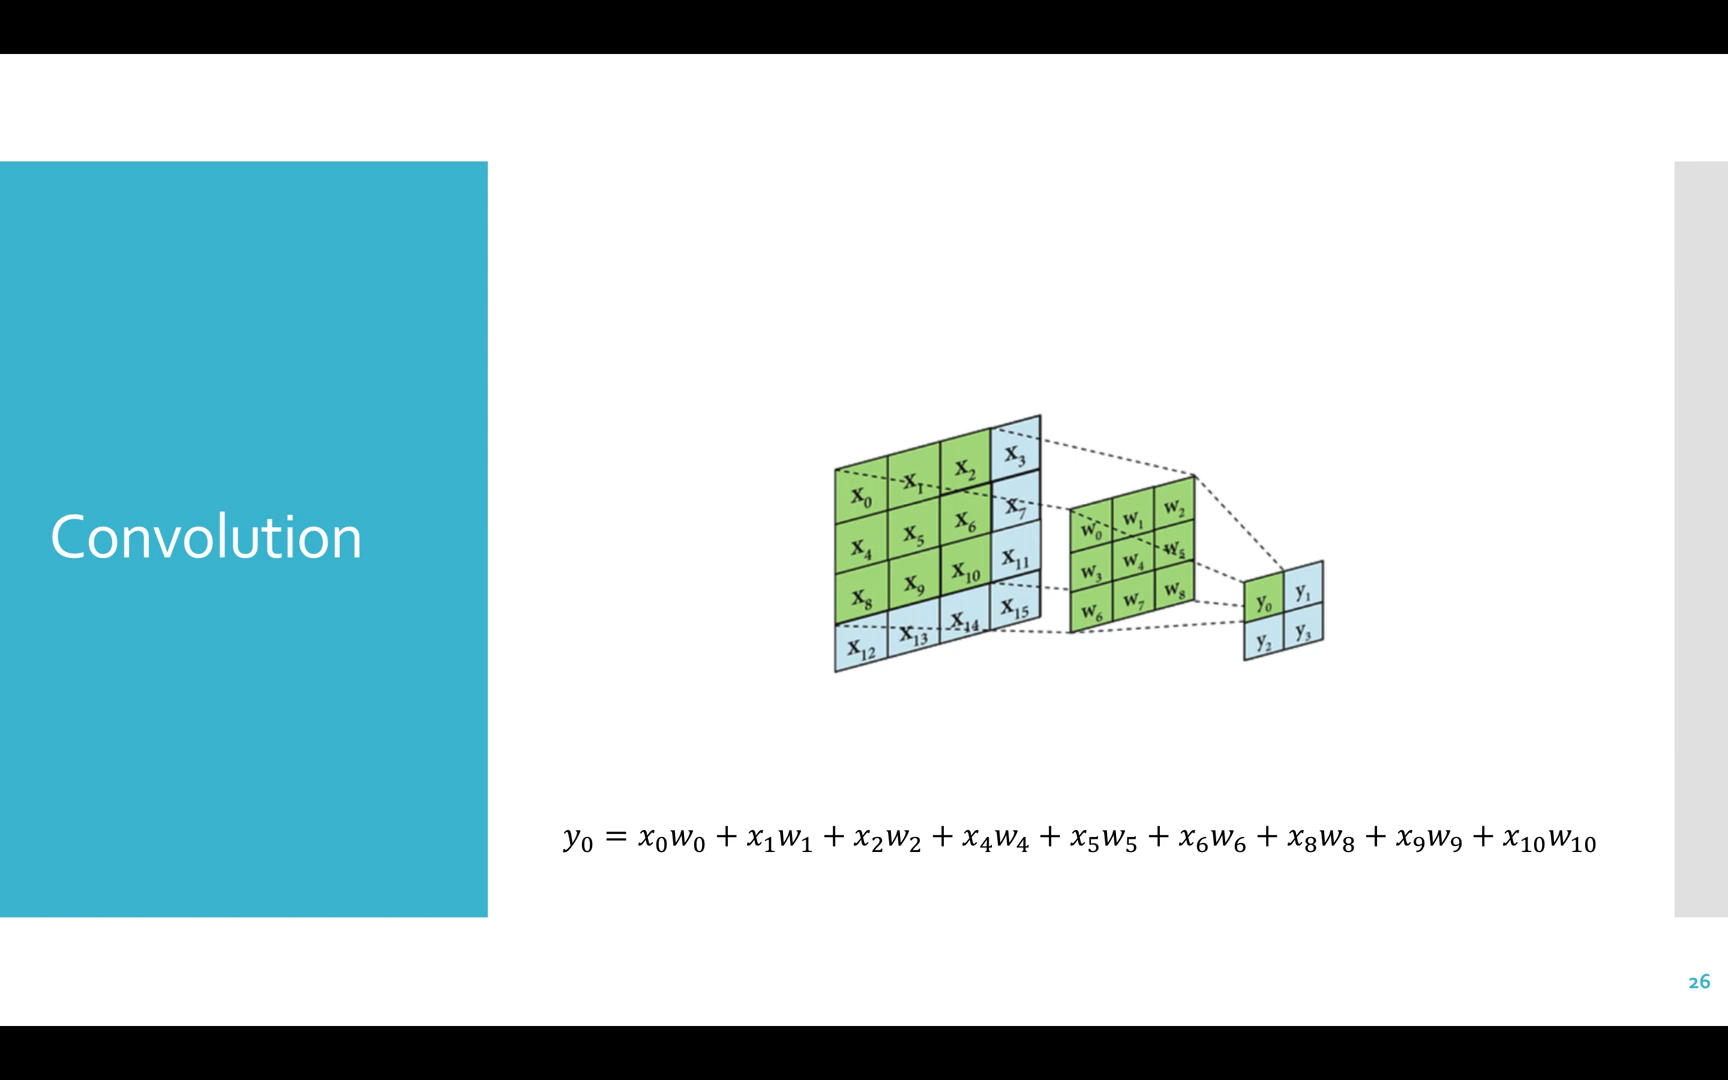 Convolution
x₀ x₁ x₂ x₃
x₄ x₅ x₆ x₇
x₈ x₉ x₁₀ x₁₁
x₁₂ x₁₃ x₁₄ x₁₅
w₀ w₁ w₂
w₃ w₄ w₅
w₆ w₇ w₈
y₀ y₁
y₂ y₃
y₀ = x₀w₀ + x₁w₁ + x₂w₂ + x₄w₄ + x₅w₅ + x₆w₆ + x₈w₈ + x₉w₉ + x₁₀w₁₀
26